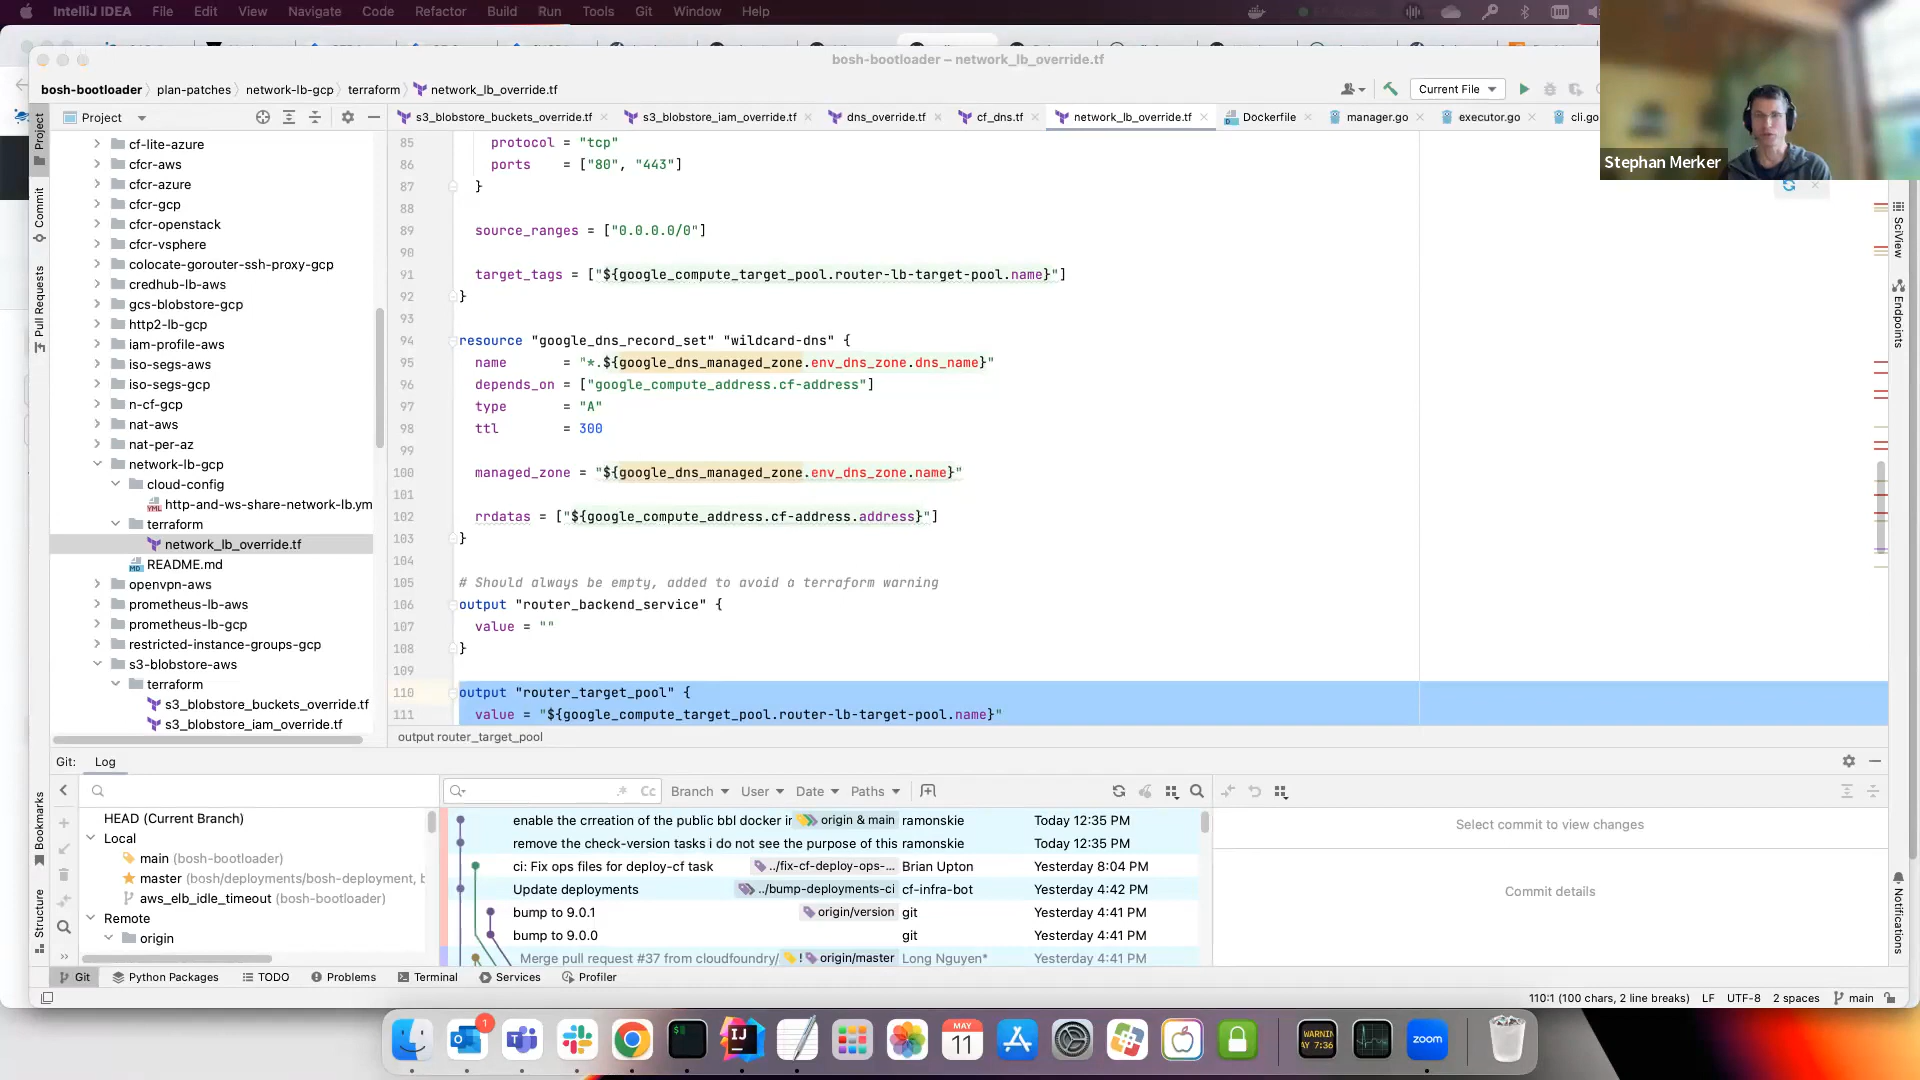 IntelliJ IDEA File Edit View Navigate Code Refactor Build Run Tools Git Window Help
bosh-bootloader – network_lb_override.tf
bosh-bootloader plan-patches network-lb-gcp terraform network_lb_override.tf
Current File
Project
s3_blobstore_buckets_override.tf s3_blobstore_iam_override.tf dns_override.tf cf_dns.tf network_lb_override.tf Dockerfile manager.go executor.go cli.go
Stephan Merker
Project
Commit
Pull Requests
Bookmarks
Structure
cf-lite-azure
cfcr-aws
cfcr-azure
cfcr-gcp
cfcr-openstack
cfcr-vsphere
colocate-gorouter-ssh-proxy-gcp
credhub-lb-aws
gcs-blobstore-gcp
http2-lb-gcp
iam-profile-aws
iso-segs-aws
iso-segs-gcp
n-cf-gcp
nat-aws
nat-per-az
network-lb-gcp
cloud-config
http-and-ws-share-network-lb.ym
terraform
network_lb_override.tf
README.md
openvpn-aws
prometheus-lb-aws
prometheus-lb-gcp
restricted-instance-groups-gcp
s3-blobstore-aws
terraform
s3_blobstore_buckets_override.tf
s3_blobstore_iam_override.tf
85 protocol = "tcp"
86 ports = ["80", "443"]
87 }
88
89 source_ranges = ["0.0.0.0/0"]
90
91 target_tags = ["${google_compute_target_pool.router-lb-target-pool.name}"]
92 }
93
94 resource "google_dns_record_set" "wildcard-dns" {
95 name = "*.${google_dns_managed_zone.env_dns_zone.dns_name}"
96 depends_on = ["google_compute_address.cf-address"]
97 type = "A"
98 ttl = 300
99
100 managed_zone = "${google_dns_managed_zone.env_dns_zone.name}"
101
102 rrdatas = ["${google_compute_address.cf-address.address}"]
103 }
104
105 # Should always be empty, added to avoid a terraform warning
106 output "router_backend_service" {
107 value = ""
108 }
109
110 output "router_target_pool" {
111 value = "${google_compute_target_pool.router-lb-target-pool.name}"
output router_target_pool
SciView
Endpoints
Notifications
Git: Log
HEAD (Current Branch)
Local
main (bosh-bootloader)
master (bosh/deployments/bosh-deployment, b
aws_elb_idle_timeout (bosh-bootloader)
Remote
origin
Cc Branch User Date Paths
enable the crreation of the public bbl docker ir origin & main ramonskie Today 12:35 PM
remove the check-version tasks i do not see the purpose of this ramonskie Today 12:35 PM
ci: Fix ops files for deploy-cf task ../fix-cf-deploy-ops-... Brian Upton Yesterday 8:04 PM
Update deployments ../bump-deployments-ci cf-infra-bot Yesterday 4:42 PM
bump to 9.0.1 origin/version git Yesterday 4:41 PM
bump to 9.0.0 git Yesterday 4:41 PM
Merge pull request #37 from cloudfoundry/ ! origin/master Long Nguyen* Yesterday 4:41 PM
Select commit to view changes
Commit details
Git Python Packages TODO Problems Terminal Services Profiler
110:1 (100 chars, 2 line breaks) LF UTF-8 2 spaces main
1
MAY
11
WARNIN
AY 7:36
zoom